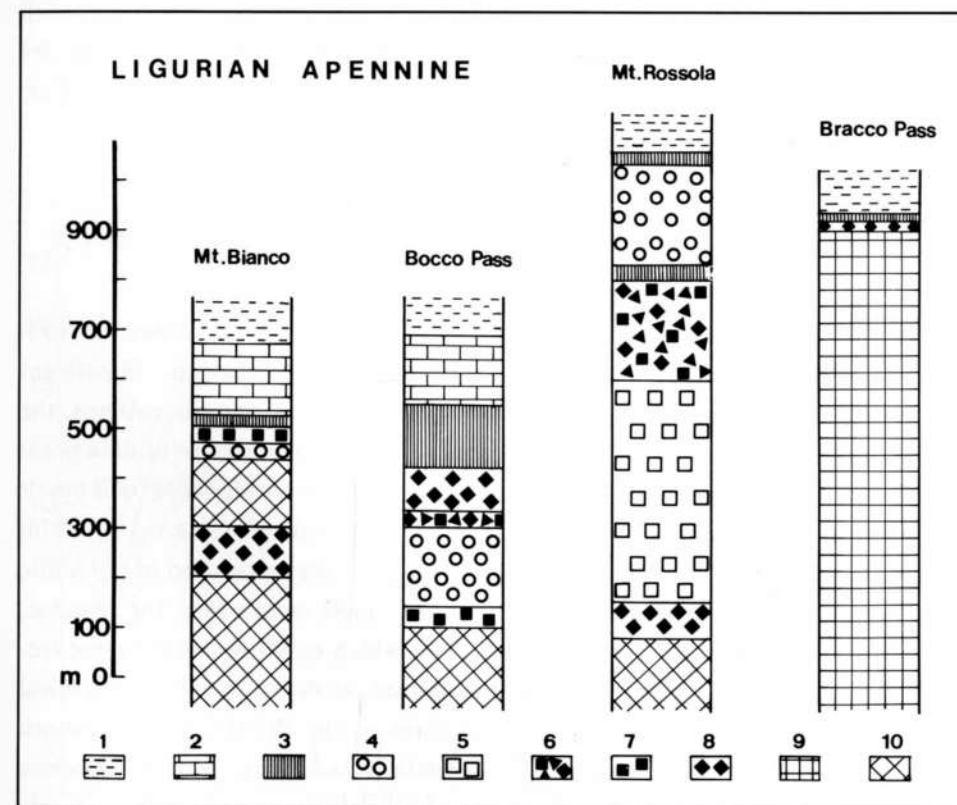 LIGURIAN APENNINE
Mt. Rossola
Bracco Pass
Mt. Bianco
Bocco Pass
900
700
500
300
100
m 0
1 2 3 4 5 6 7 8 9 10